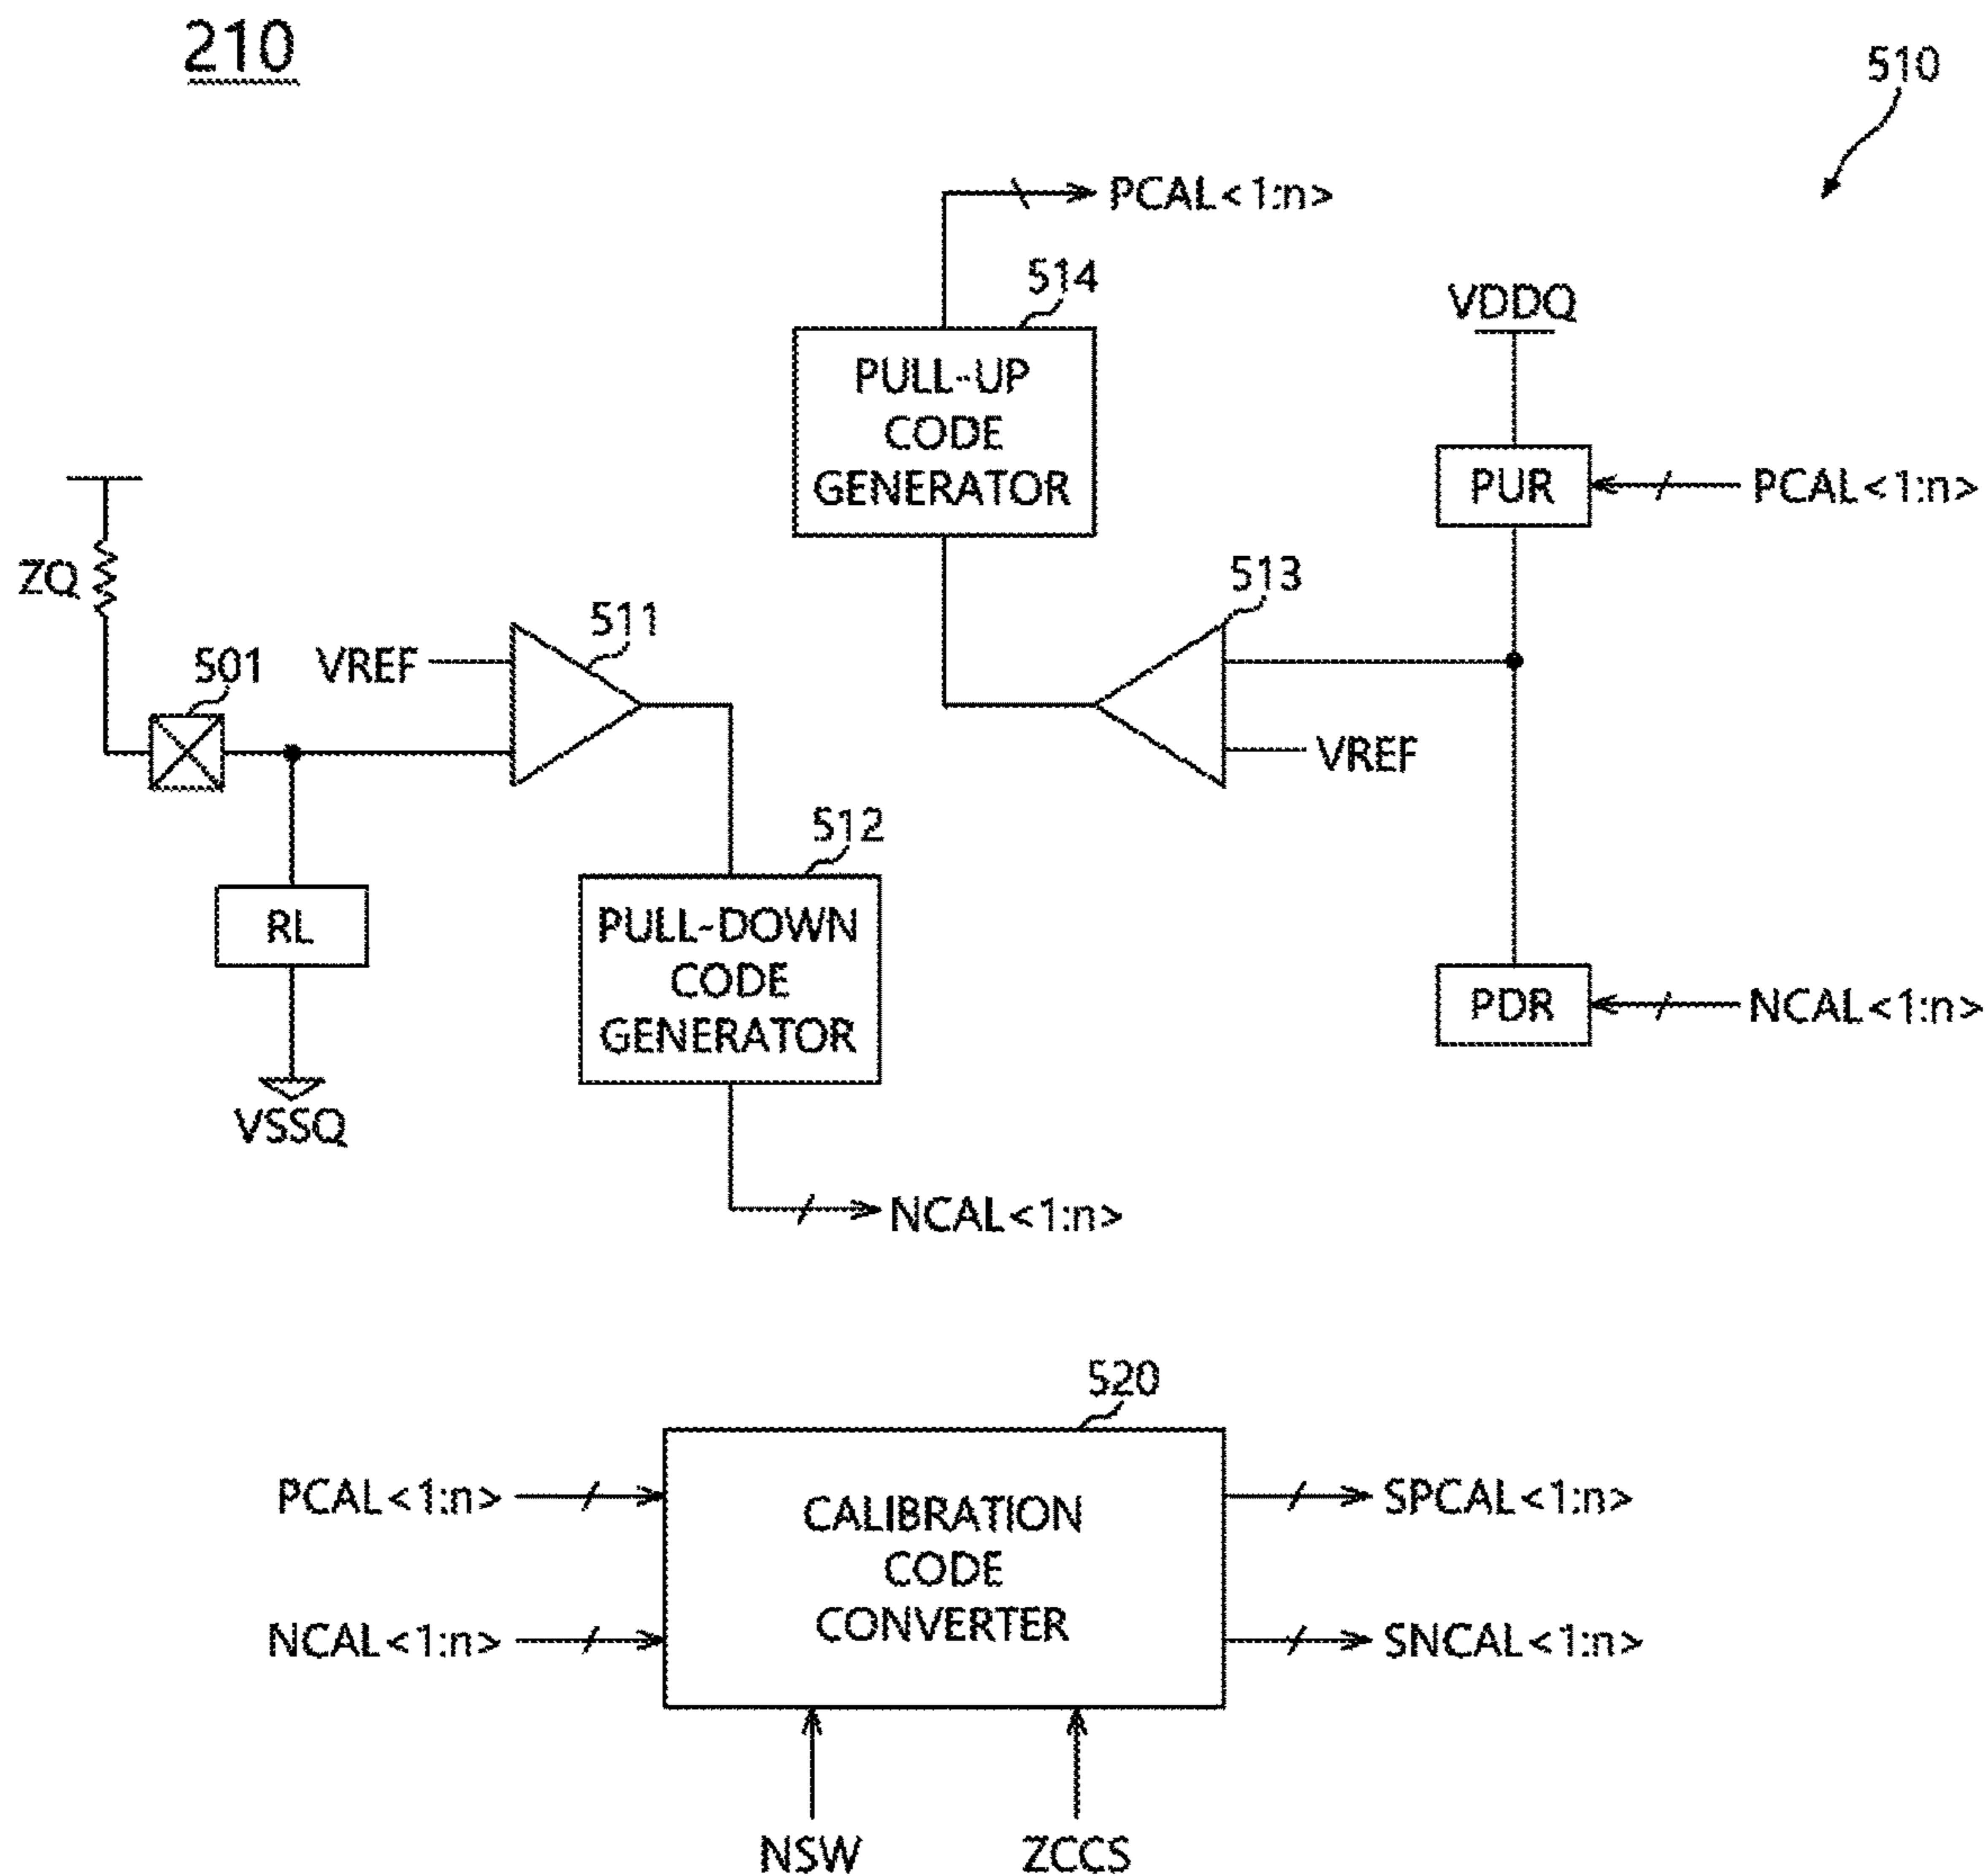 210
510
PCAL<1:n>
514
VDDQ
PULL-UP
CODE
GENERATOR
PUR
PCAL<1:n>
ZQ
513
511
501
VREF
VREF
512
RL
PULL-DOWN
CODE
GENERATOR
PDR
NCAL<1:n>
VSSQ
NCAL<1:n>
520
PCAL<1:n>
CALIBRATION
CODE
CONVERTER
SPCAL<1:n>
NCAL<1:n>
SNCAL<1:n>
NSW
ZCCS